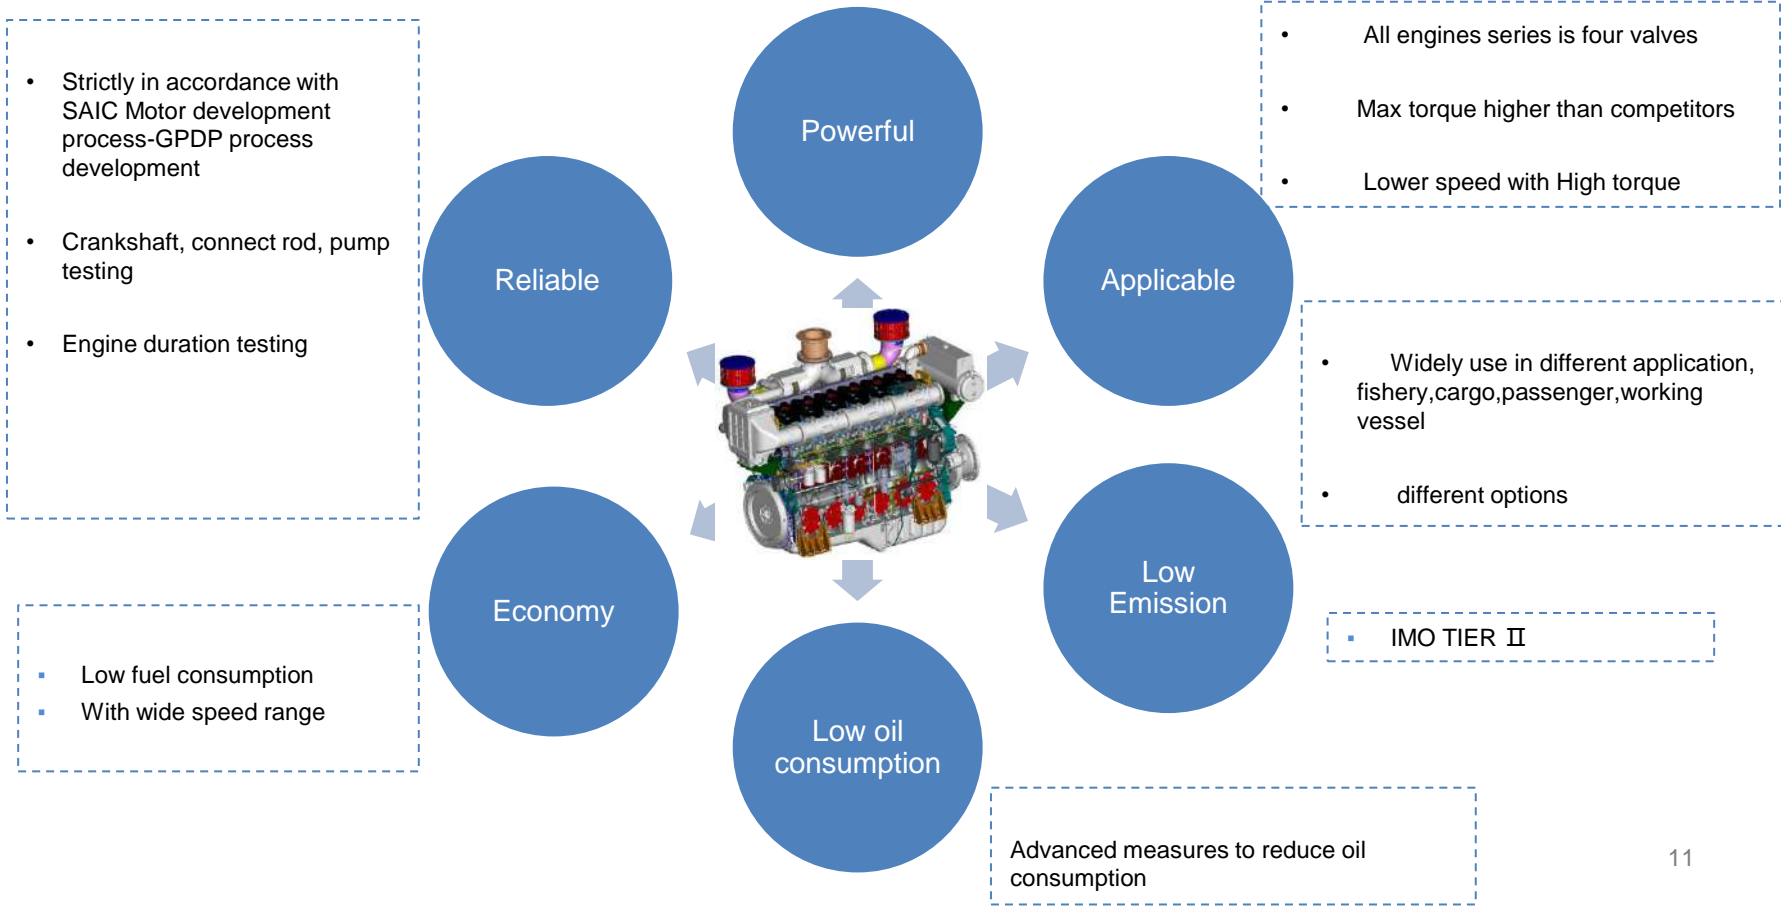 • Strictly in accordance with
SAIC Motor development
process-GPDP process
development
• Crankshaft, connect rod, pump
testing
• Engine duration testing
Powerful
• All engines series is four valves
• Max torque higher than competitors
• Lower speed with High torque
Reliable
Applicable
• Widely use in different application,
fishery,cargo,passenger,working
vessel
• different options
Economy
Low
Emission
▪ Low fuel consumption
▪ With wide speed range
▪ IMO TIER Ⅱ
Low oil
consumption
Advanced measures to reduce oil
consumption
11